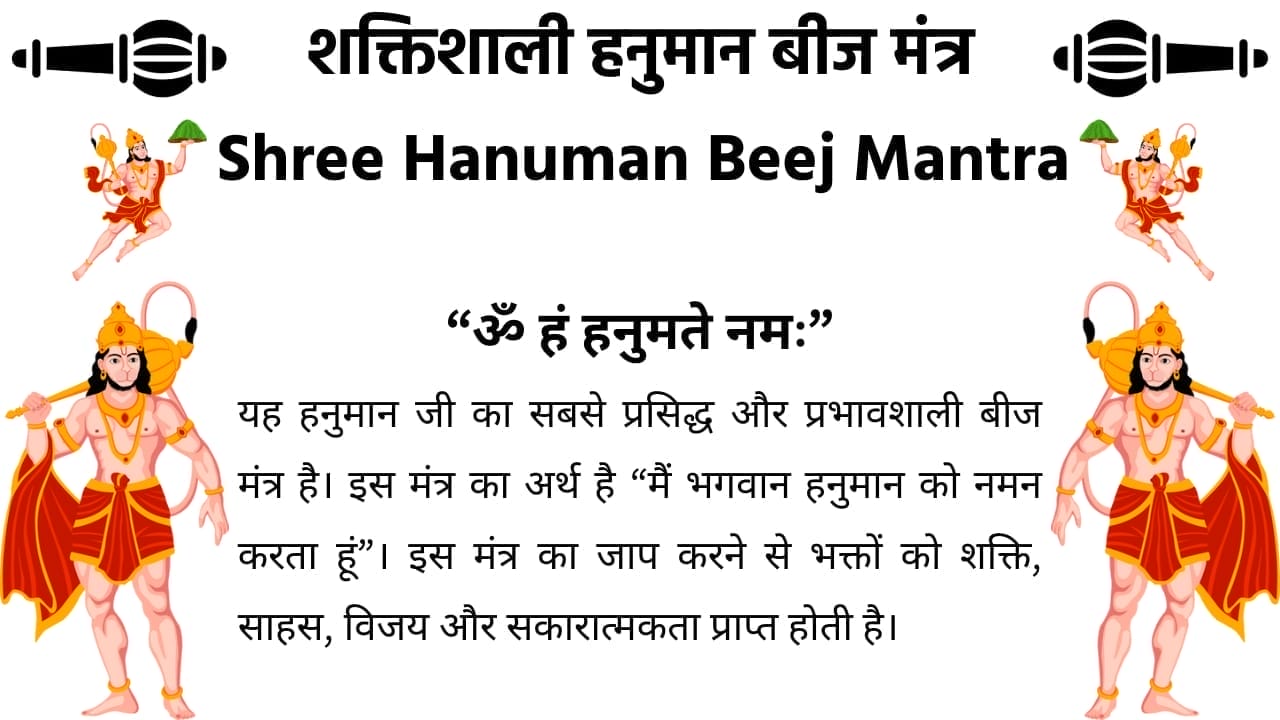 शक्तिशाली हनुमान बीज मंत्र
Shree Hanuman Beej Mantra
“ॐ हं हनुमते नमः”
यह हनुमान जी का सबसे प्रसिद्ध और प्रभावशाली बीज
मंत्र है। इस मंत्र का अर्थ है “मैं भगवान हनुमान को नमन
करता हूं”। इस मंत्र का जाप करने से भक्तों को शक्ति,
साहस, विजय और सकारात्मकता प्राप्त होती है।